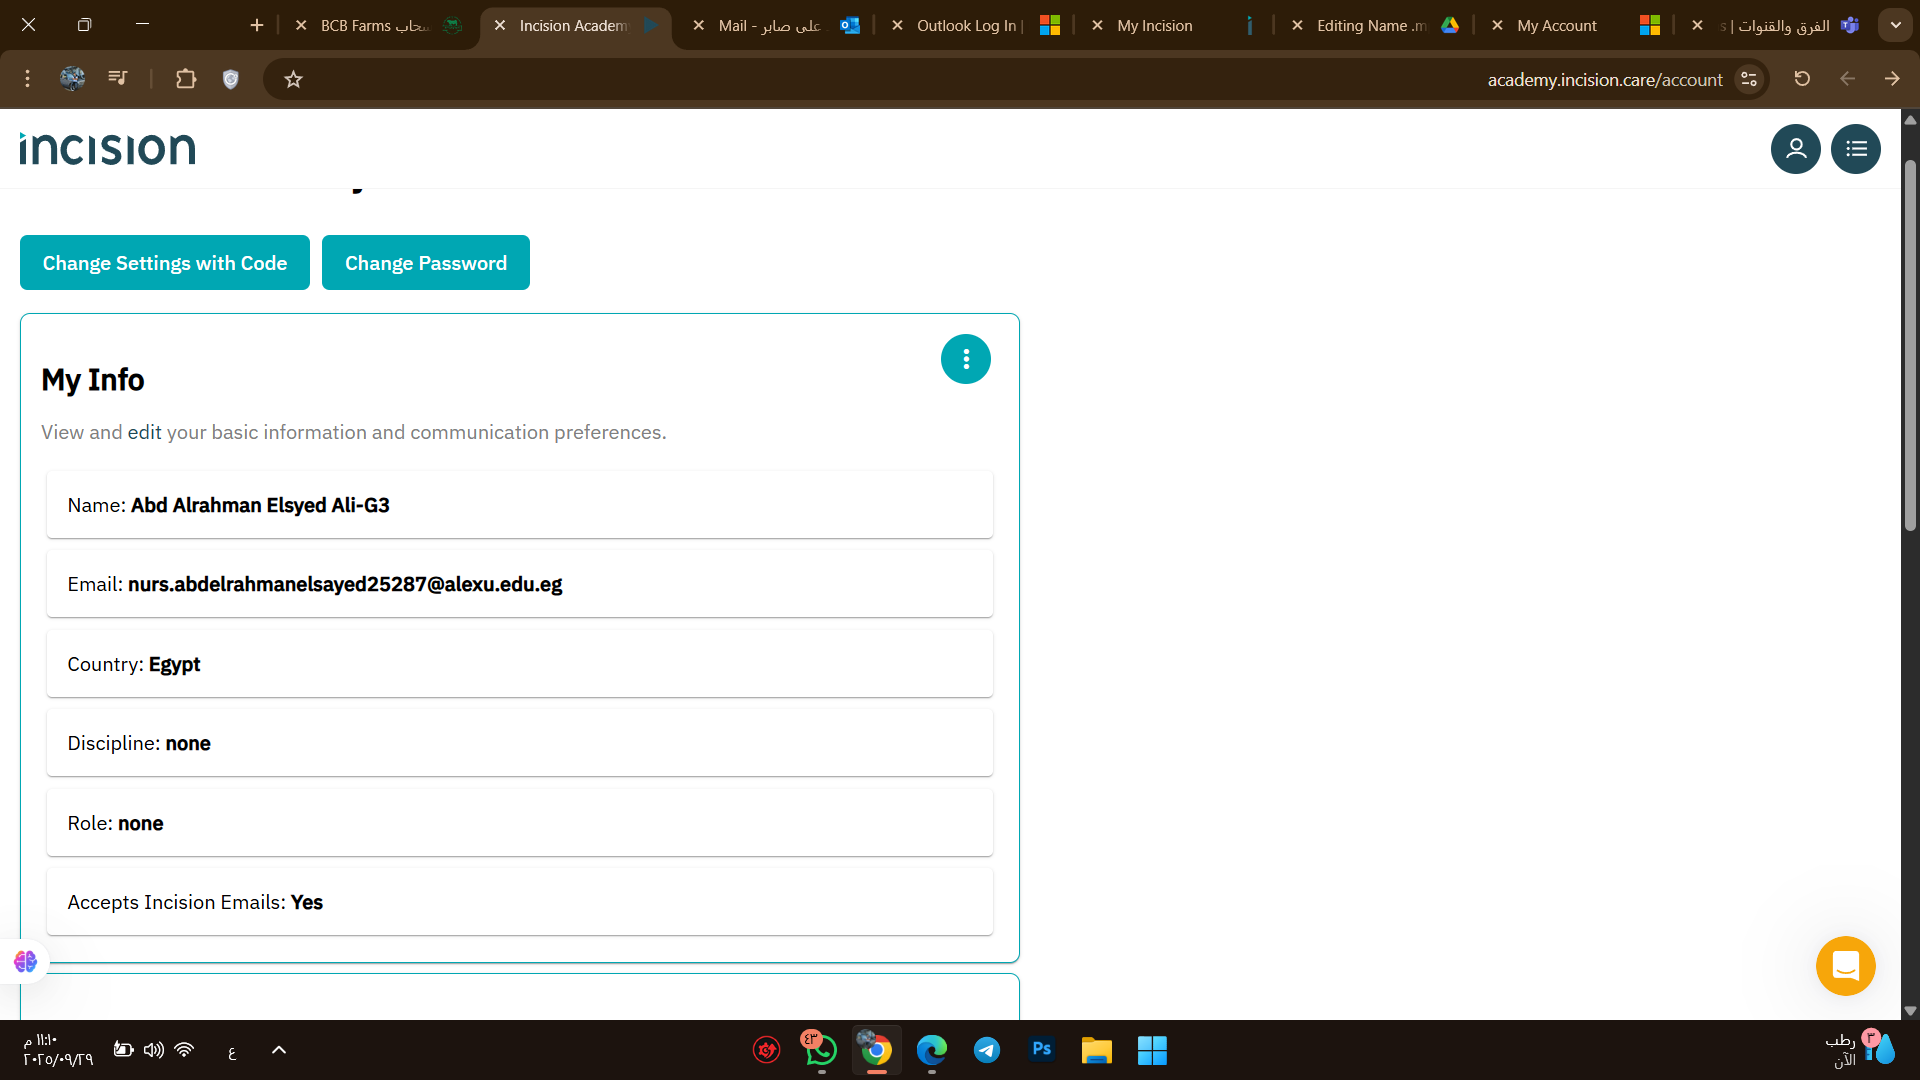 BCB Farms سحاب
Incision Academ
Mail - على صابر
Outlook Log In |
My Incision
Editing Name .m
My Account
الفرق والقنوات | s
academy.incision.care/account
incision
Change Settings with Code
Change Password
My Info
View and edit your basic information and communication preferences.
Name: Abd Alrahman Elsyed Ali-G3
Email: nurs.abdelrahmanelsayed25287@alexu.edu.eg
Country: Egypt
Discipline: none
Role: none
Accepts Incision Emails: Yes
١١:١٠ م
٢٠٢٥/٠٩/٢٩
ع
٤٣
Ps
رطب
الآن
٣